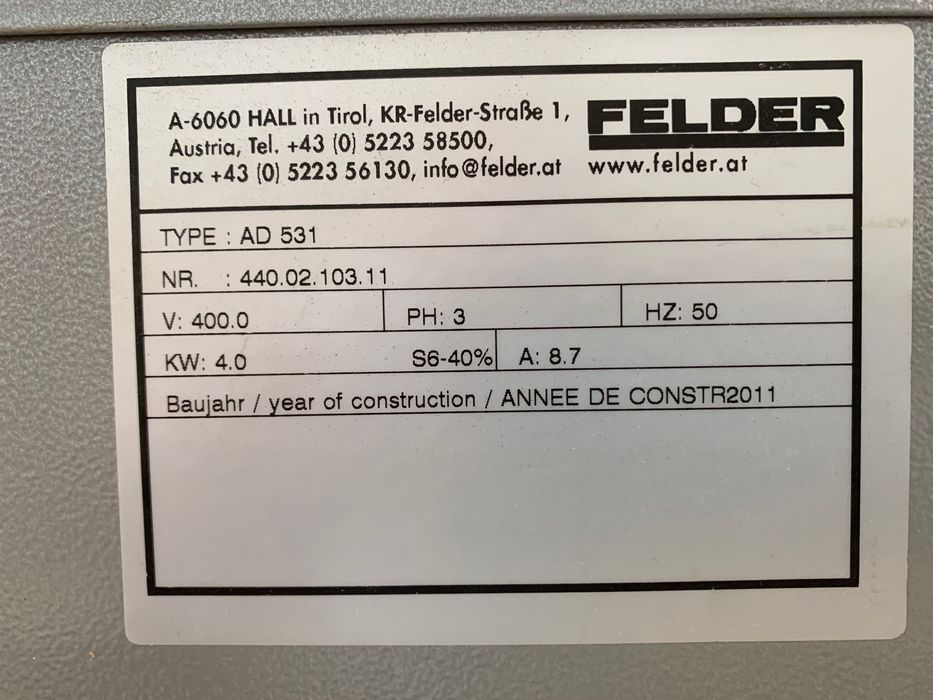 A-6060 HALL in Tirol, KR-Felder-Straße 1,
Austria, Tel. +43 (0) 5223 58500,
Fax +43 (0) 5223 56130, info@felder.at
FELDER
www.felder.at
TYPE : AD 531
NR. : 440.02.103.11
V: 400.0 PH: 3 HZ: 50
KW: 4.0 S6-40% A: 8.7
Baujahr / year of construction / ANNEE DE CONSTR2011